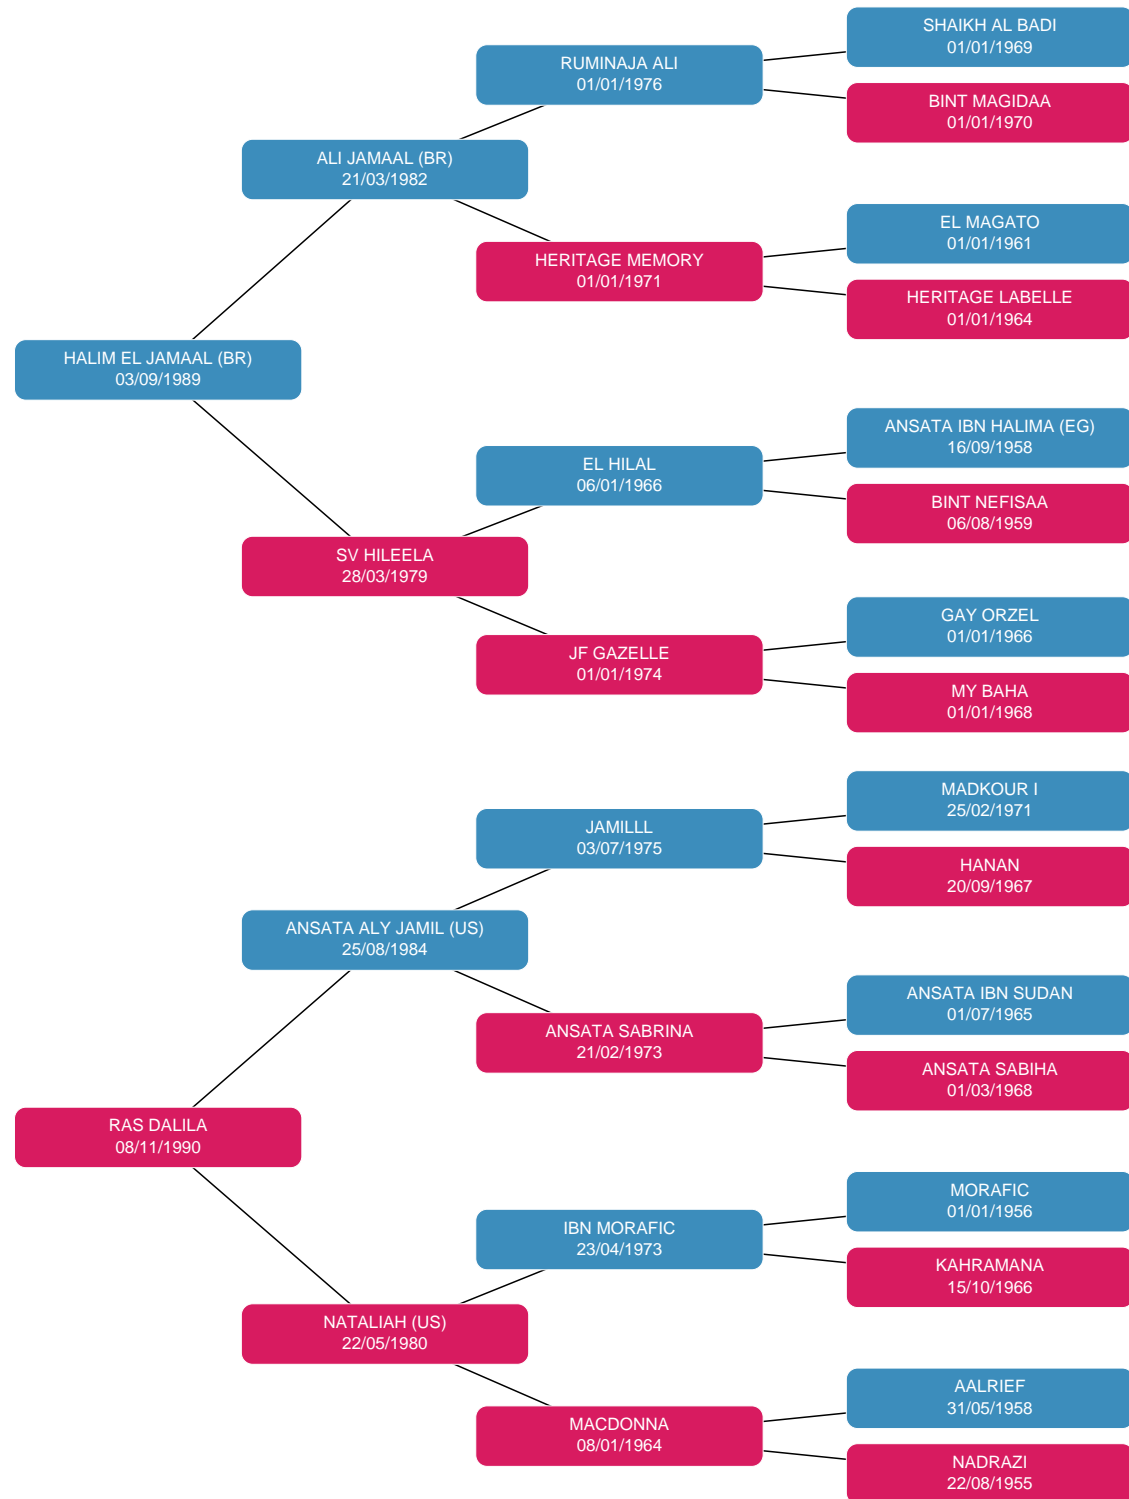 SHAIKH AL BADI
01/01/1969
RUMINAJA ALI
01/01/1976
BINT MAGIDAA
01/01/1970
ALI JAMAAL (BR)
21/03/1982
EL MAGATO
01/01/1961
HERITAGE MEMORY
01/01/1971
HERITAGE LABELLE
01/01/1964
HALIM EL JAMAAL (BR)
03/09/1989
ANSATA IBN HALIMA (EG)
16/09/1958
EL HILAL
06/01/1966
BINT NEFISAA
06/08/1959
SV HILEELA
28/03/1979
GAY ORZEL
01/01/1966
JF GAZELLE
01/01/1974
MY BAHA
01/01/1968
MADKOUR I
25/02/1971
JAMILLL
03/07/1975
HANAN
20/09/1967
ANSATA ALY JAMIL (US)
25/08/1984
ANSATA IBN SUDAN
01/07/1965
ANSATA SABRINA
21/02/1973
ANSATA SABIHA
01/03/1968
RAS DALILA
08/11/1990
MORAFIC
01/01/1956
IBN MORAFIC
23/04/1973
KAHRAMANA
15/10/1966
NATALIAH (US)
22/05/1980
AALRIEF
31/05/1958
MACDONNA
08/01/1964
NADRAZI
22/08/1955